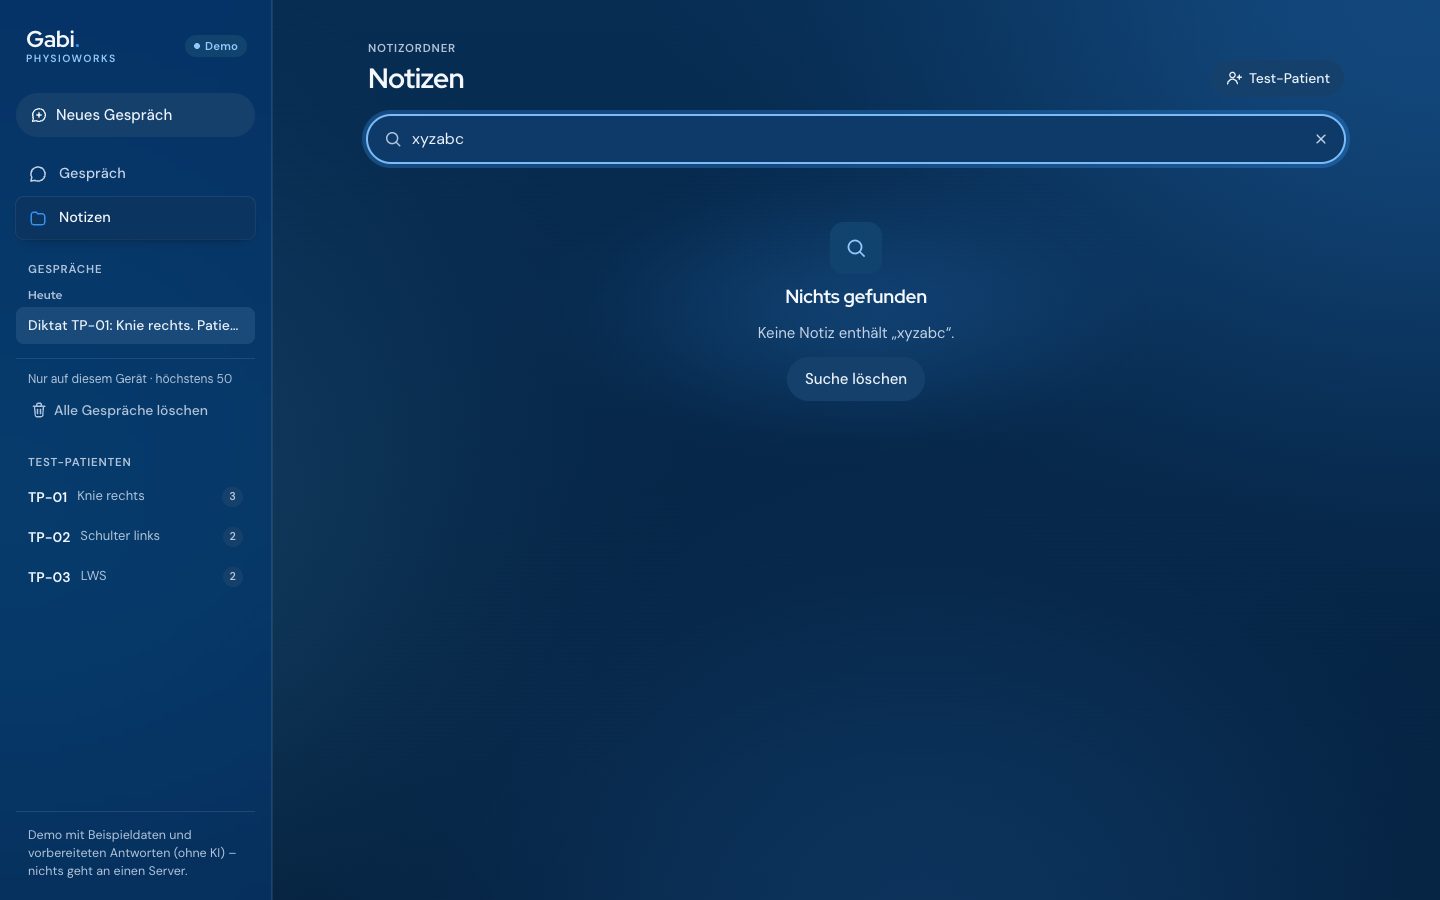 Gabi.
PHYSIOWORKS
Demo
Neues Gespräch
Gespräch
Notizen
GESPRÄCHE
Heute
Diktat TP-01: Knie rechts. Patie…
Nur auf diesem Gerät · höchstens 50
Alle Gespräche löschen
TEST-PATIENTEN
TP-01 Knie rechts 3
TP-02 Schulter links 2
TP-03 LWS 2
Demo mit Beispieldaten und
vorbereiteten Antworten (ohne KI) –
nichts geht an einen Server.
NOTIZORDNER
Notizen
Test-Patient
xyzabc
Nichts gefunden
Keine Notiz enthält „xyzabc“.
Suche löschen